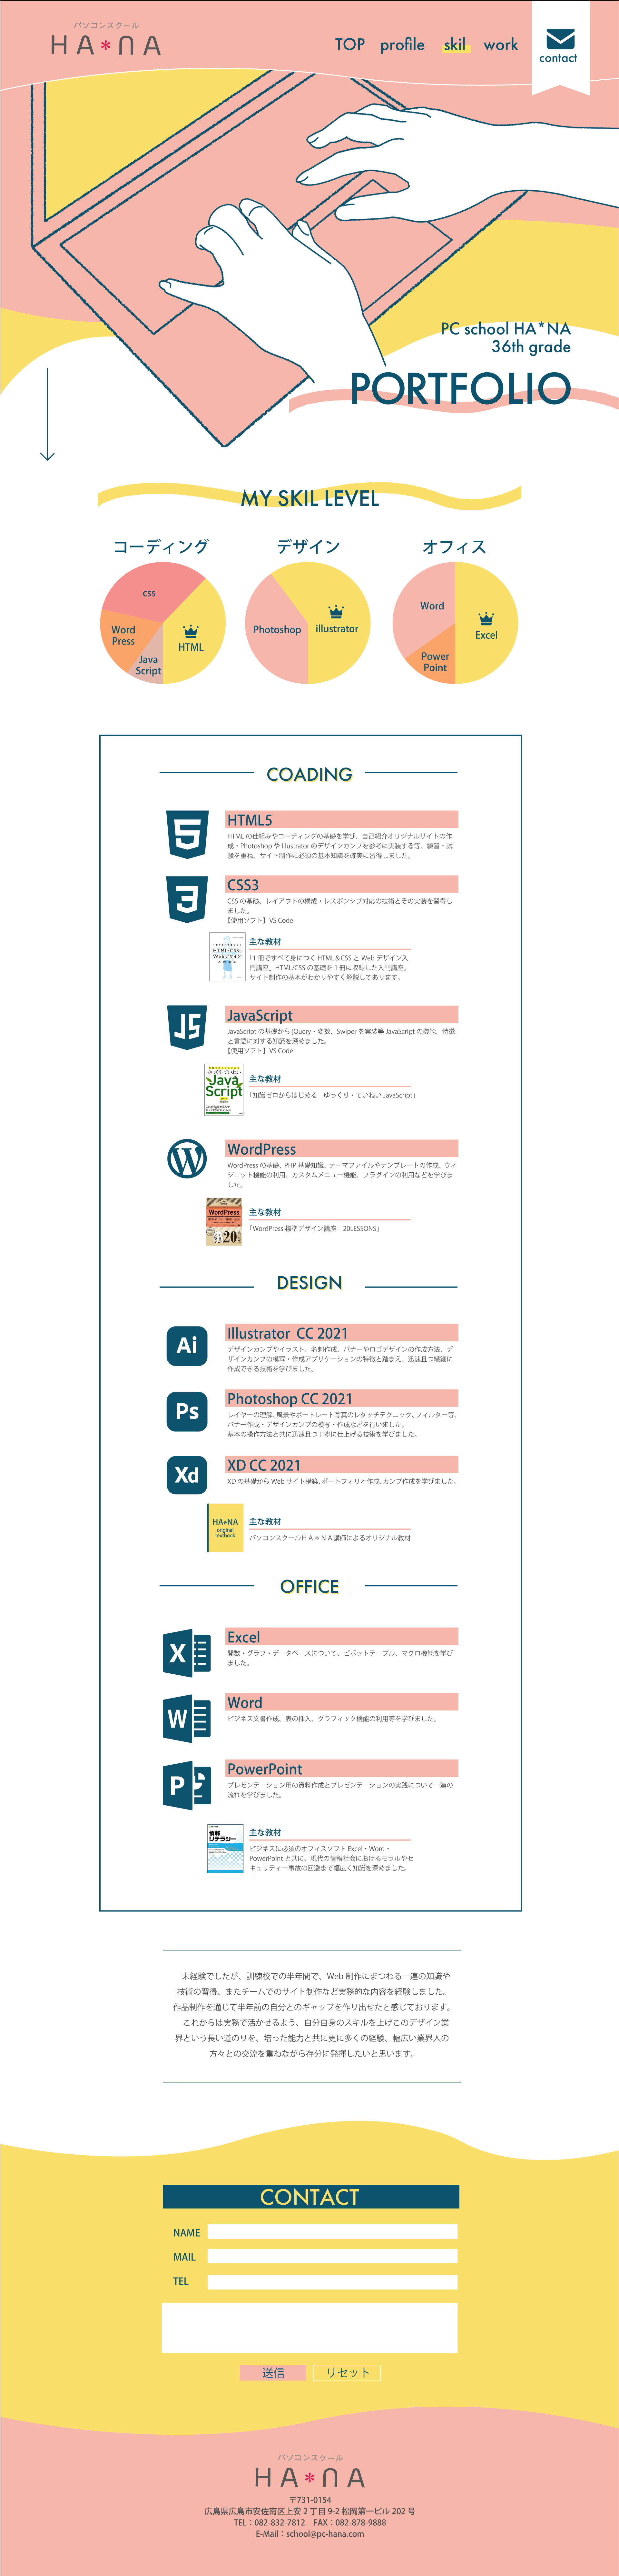 パソコンスクール
HA*NA
TOP profile skil work
contact
PC school HA*NA
36th grade
PORTFOLIO
MY SKIL LEVEL
コーディング
css
Word
Press
Java
Script
HTML
デザイン
Photoshop
illustrator
オフィス
Word
Power
Point
Excel
COADING
HTML5
HTML の仕組みやコーディングの基礎を学び、自己紹介オリジナルサイトの作
成・Photoshop や Illustrator のデザインカンプを参考に実装する等、練習・試
験を重ね、サイト制作に必須の基本知識を確実に習得しました。
CSS3
CSS の基礎、レイアウトの構成・レスポンシブ対応の技術とその実装を習得し
ました。
【使用ソフト】VS Code
主な教材
「1 冊ですべて身につく HTML＆CSS と Web デザイン入
門講座」HTML/CSS の基礎を 1 冊に収録した入門講座。
サイト制作の基本がわかりやすく解説してあります。
JavaScript
JavaScript の基礎から jQuery・変数、Swiper を実装等 JavaScript の機能、特徴
と言語に対する知識を深めました。
【使用ソフト】VS Code
Java
Script
主な教材
「知識ゼロからはじめる　ゆっくり・ていねい JavaScript」
WordPress
WordPress の基礎、PHP 基礎知識、テーマファイルやテンプレートの作成、ウィ
ジェット機能の利用、カスタムメニュー機能、プラグインの利用などを学びま
した。
WordPress
20
主な教材
「WordPress 標準デザイン講座　20LESSONS」
DESIGN
Ai
Illustrator CC 2021
デザインカンプやイラスト、名刺作成、バナーやロゴデザインの作成方法、デ
ザインカンプの模写・作成アプリケーションの特徴と踏まえ、迅速且つ繊細に
作成できる技術を学びました。
Ps
Photoshop CC 2021
レイヤーの理解、風景やポートレート写真のレタッチテクニック、フィルター等、
バナー作成・デザインカンプの模写・作成などを行いました。
基本の操作方法と共に迅速且つ丁寧に仕上げる技術を学びました。
Xd
XD CC 2021
XD の基礎から Web サイト構築、ポートフォリオ作成、カンプ作成を学びました。
HA*NA
original
textbook
主な教材
パソコンスクールＨＡ＊ＮＡ講師によるオリジナル教材
OFFICE
Excel
関数・グラフ・データベースについて、ピボットテーブル、マクロ機能を学び
ました。
Word
ビジネス文書作成、表の挿入、グラフィック機能の利用等を学びました。
PowerPoint
プレゼンテーション用の資料作成とプレゼンテーションの実践について一連の
流れを学びました。
情報
リテラシー
主な教材
ビジネスに必須のオフィスソフト Excel・Word・
PowerPoint と共に、現代の情報社会におけるモラルやセ
キュリティー事故の回避まで幅広く知識を深めました。
未経験でしたが、訓練校での半年間で、Web 制作にまつわる一連の知識や
技術の習得、またチームでのサイト制作など実務的な内容を経験しました。
作品制作を通じて半年前の自分とのギャップを作り出せたと感じております。
これからは実務で活かせるよう、自分自身のスキルを上げこのデザイン業
界という長い道のりを、培った能力と共に更に多くの経験、幅広い業界人の
方々との交流を重ねながら存分に発揮したいと思います。
CONTACT
NAME
MAIL
TEL
送信 リセット
パソコンスクール
HA*NA
〒731-0154
広島県広島市安佐南区上安 2 丁目 9-2 松岡第一ビル 202 号
TEL：082-832-7812　FAX：082-878-9888
E-Mail：school@pc-hana.com